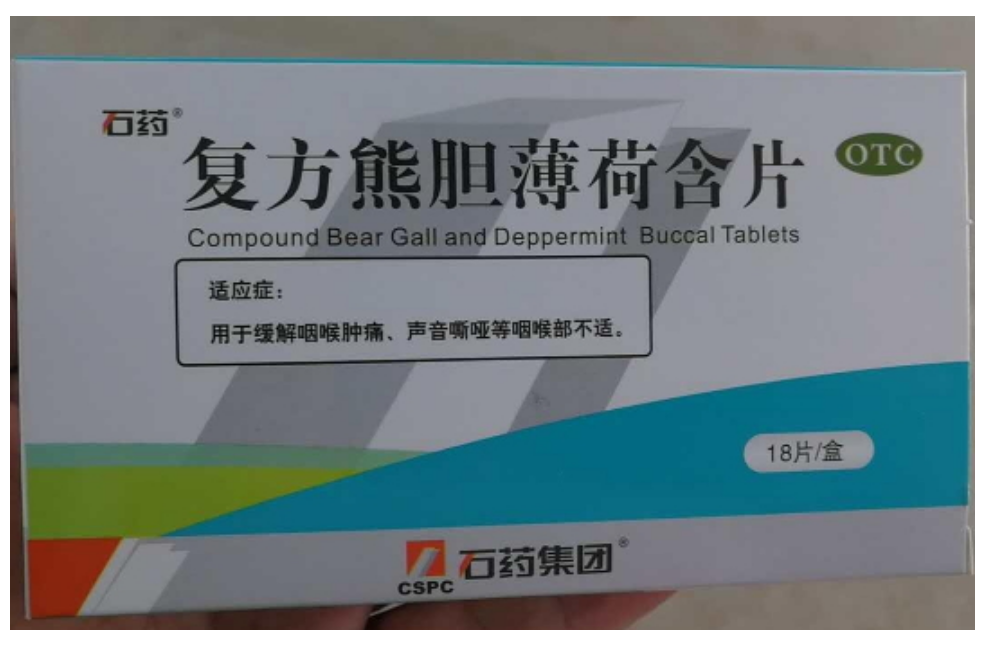 石药®
复方熊胆薄荷含片
OTC
Compound Bear Gall and Deppermint Buccal Tablets
适应症：
用于缓解咽喉肿痛、声音嘶哑等咽喉部不适。
18片/盒
CSPC
石药集团®